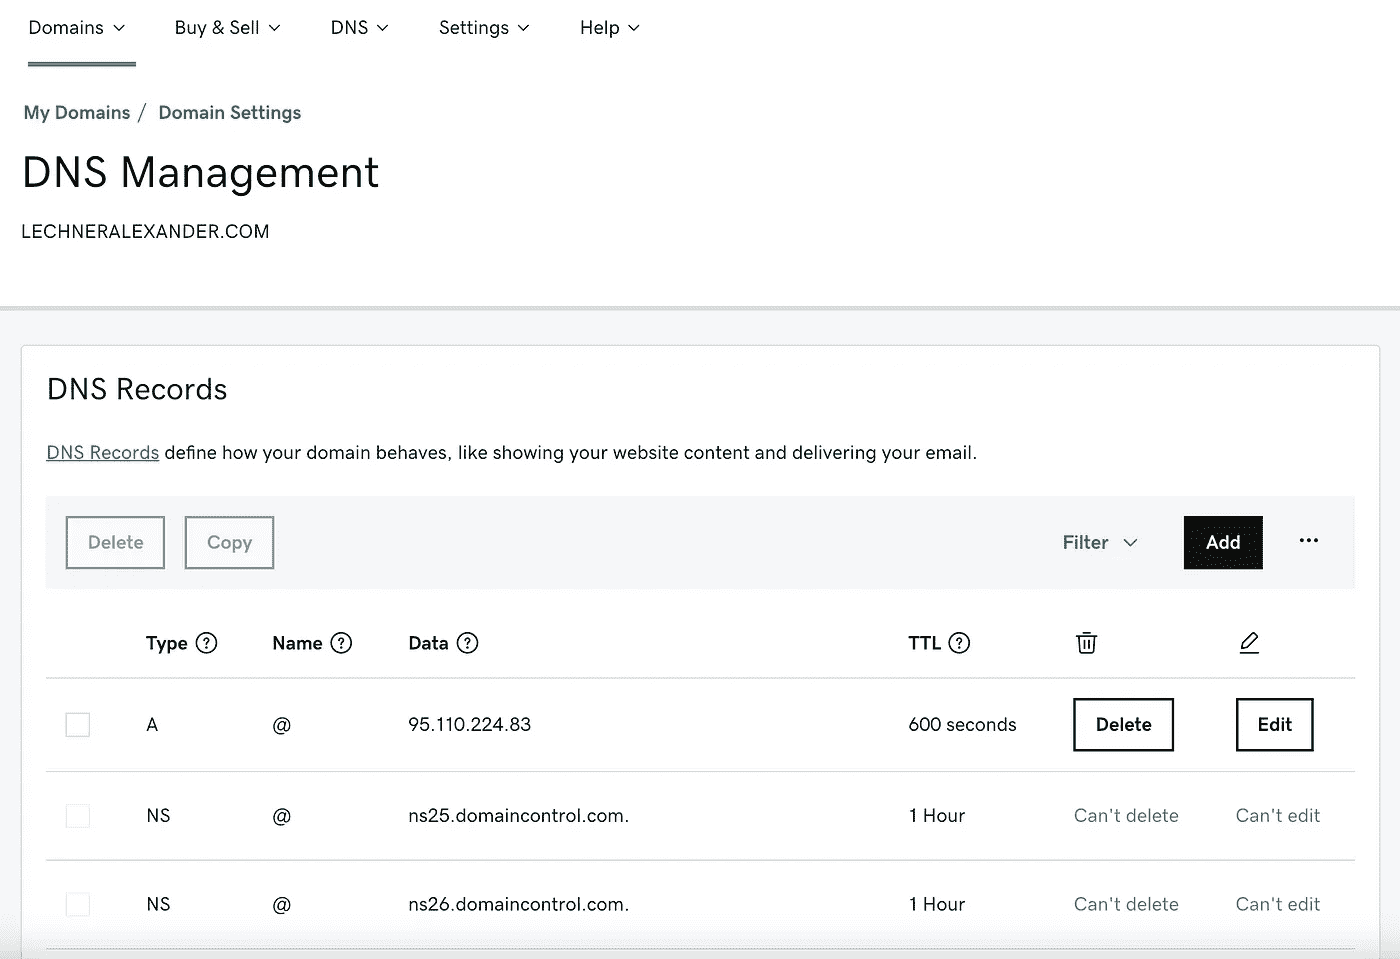 Domains Buy & Sell DNS Settings Help
My Domains / Domain Settings
DNS Management
LECHNERALEXANDER.COM
DNS Records
DNS Records define how your domain behaves, like showing your website content and delivering your email.
Delete Copy Filter Add ...
Type ? Name ? Data ? TTL ?
A @ 95.110.224.83 600 seconds Delete Edit
NS @ ns25.domaincontrol.com. 1 Hour Can't delete Can't edit
NS @ ns26.domaincontrol.com. 1 Hour Can't delete Can't edit